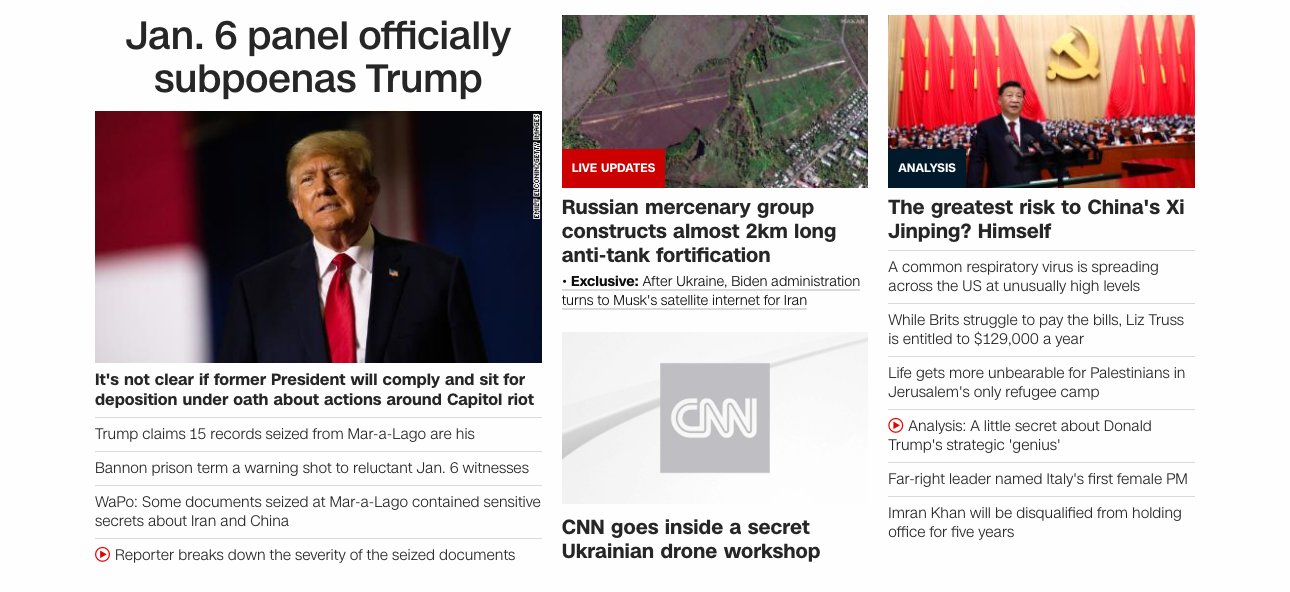 Jan. 6 panel officially
subpoenas Trump
EMILY ELCONIN/GETTY IMAGES
It's not clear if former President will comply and sit for
deposition under oath about actions around Capitol riot
Trump claims 15 records seized from Mar-a-Lago are his
Bannon prison term a warning shot to reluctant Jan. 6 witnesses
WaPo: Some documents seized at Mar-a-Lago contained sensitive
secrets about Iran and China
Reporter breaks down the severity of the seized documents
MAXAR
LIVE UPDATES
Russian mercenary group
constructs almost 2km long
anti-tank fortification
• Exclusive: After Ukraine, Biden administration
turns to Musk's satellite internet for Iran
CNN
CNN goes inside a secret
Ukrainian drone workshop
ANALYSIS
The greatest risk to China's Xi
Jinping? Himself
A common respiratory virus is spreading
across the US at unusually high levels
While Brits struggle to pay the bills, Liz Truss
is entitled to $129,000 a year
Life gets more unbearable for Palestinians in
Jerusalem's only refugee camp
Analysis: A little secret about Donald
Trump's strategic 'genius'
Far-right leader named Italy's first female PM
Imran Khan will be disqualified from holding
office for five years